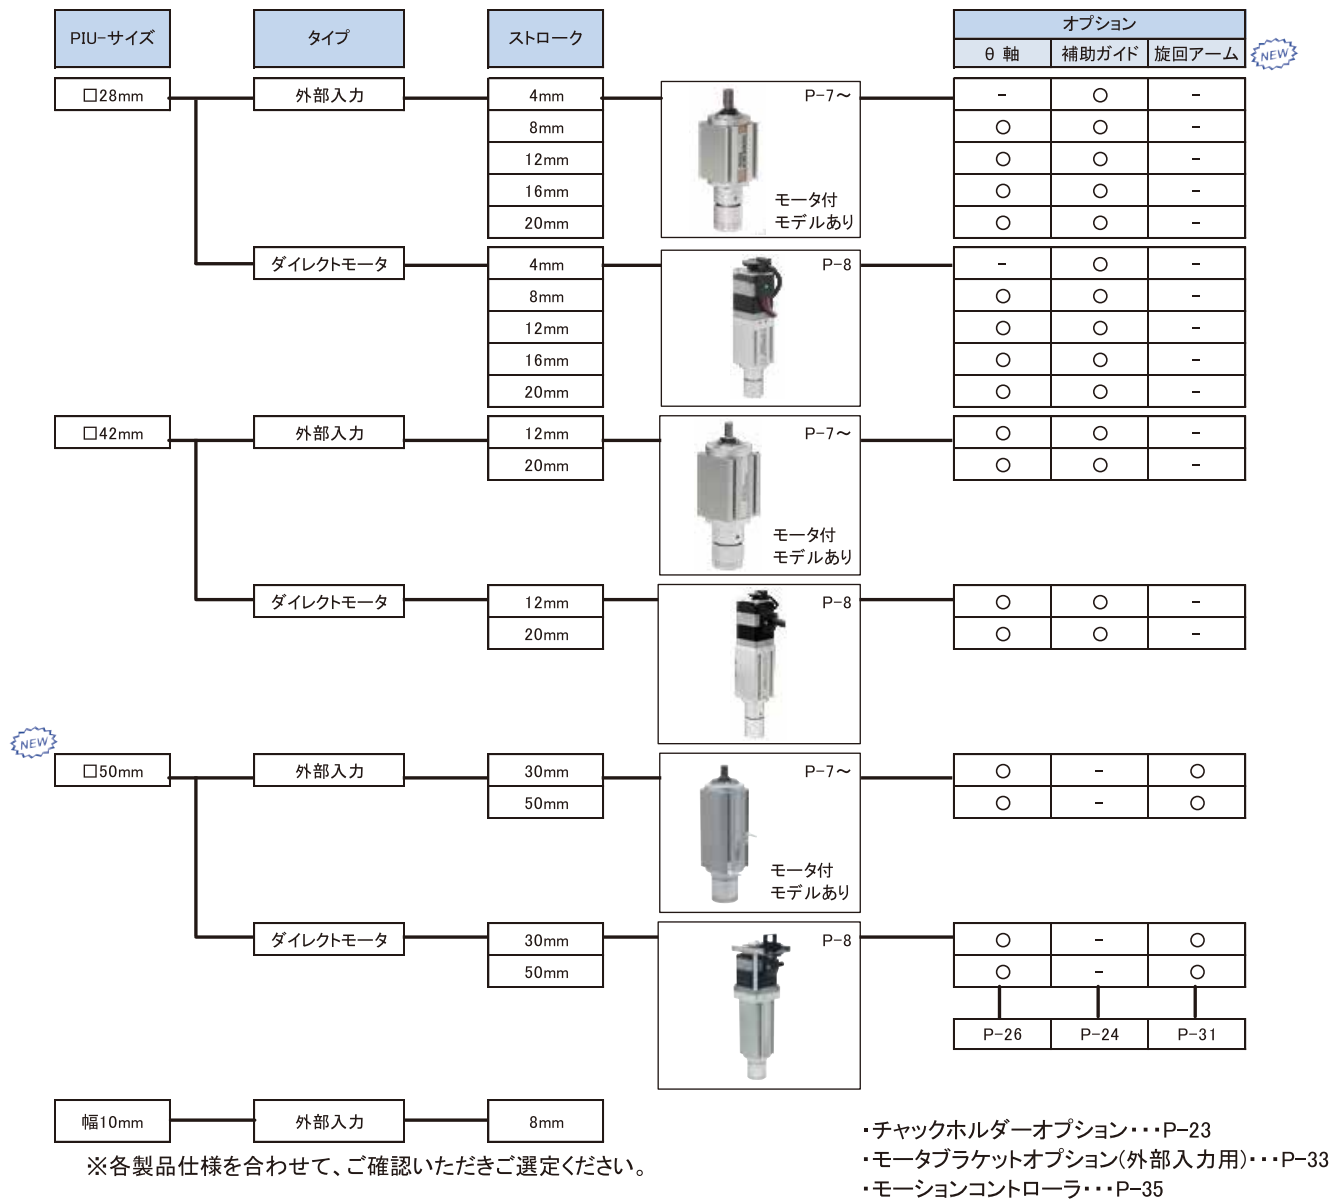 PIU-サイズ タイプ ストローク オプション
θ 軸 補助ガイド 旋回アーム NEW
□28mm 外部入力 4mm P-7～ - ○ -
8mm ○ ○ -
12mm ○ ○ -
16mm ○ ○ -
モータ付
20mm モデルあり ○ ○ -
ダイレクトモータ 4mm P-8 - ○ -
8mm ○ ○ -
12mm ○ ○ -
16mm ○ ○ -
20mm ○ ○ -
□42mm 外部入力 12mm P-7～ ○ ○ -
20mm ○ ○ -
モータ付
モデルあり
ダイレクトモータ 12mm P-8 ○ ○ -
20mm ○ ○ -
NEW
□50mm 外部入力 30mm P-7～ ○ - ○
50mm ○ - ○
モータ付
モデルあり
ダイレクトモータ 30mm P-8 ○ - ○
50mm ○ - ○
P-26 P-24 P-31
幅10mm 外部入力 8mm
※各製品仕様を合わせて、ご確認いただきご選定ください。
・チャックホルダーオプション・・・P-23
・モータブラケットオプション(外部入力用)・・・P-33
・モーションコントローラ・・・P-35